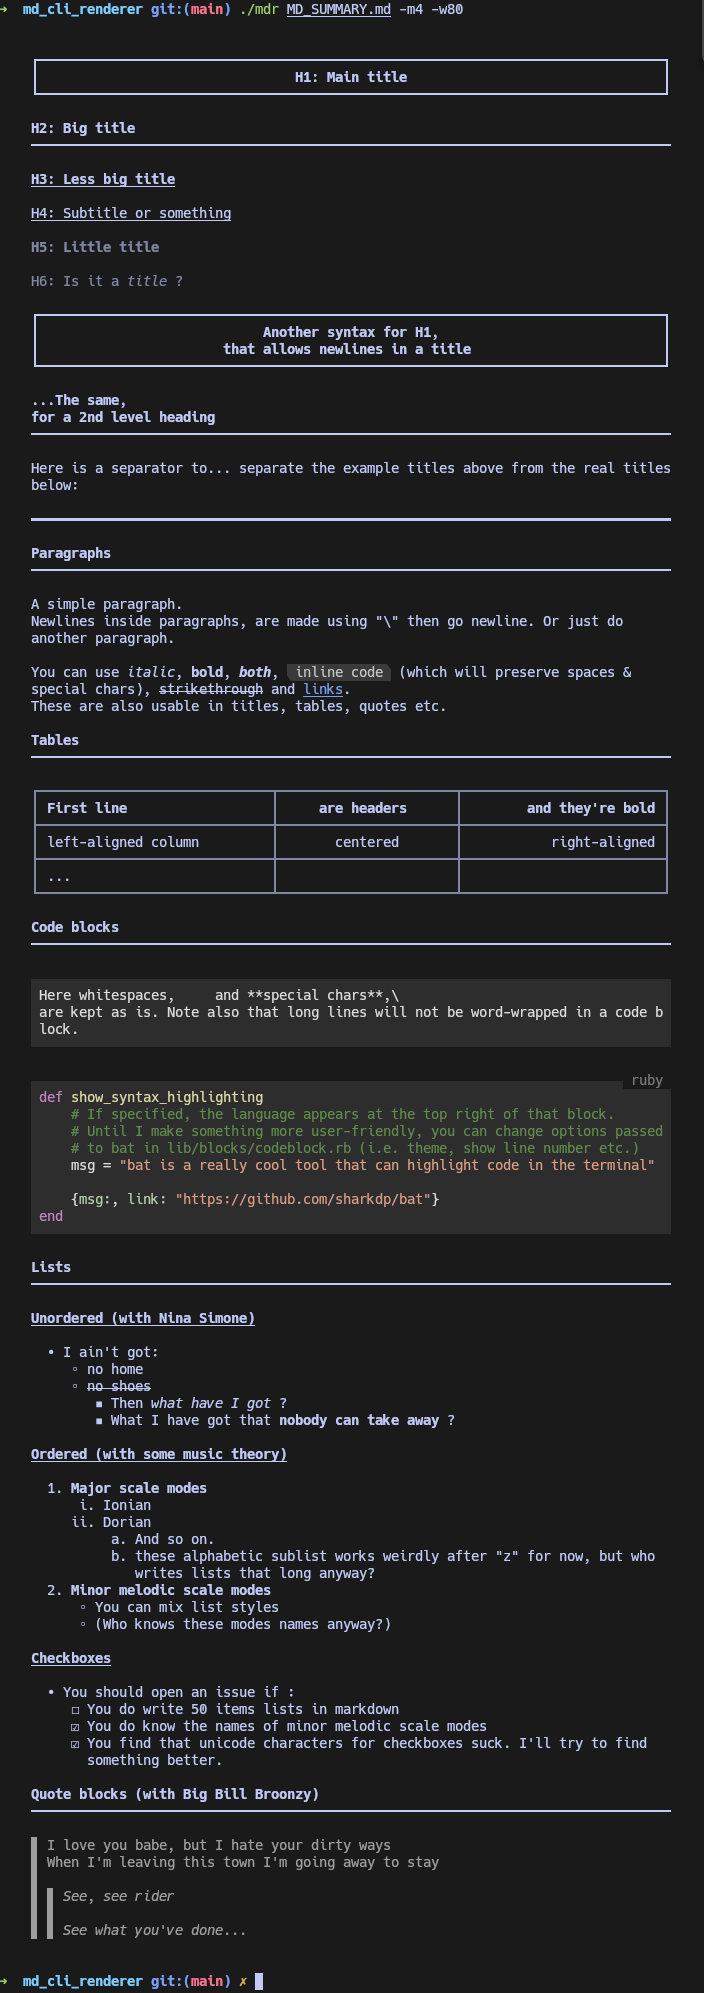 ➜  md_cli_renderer git:(main) ./mdr MD_SUMMARY.md -m4 -w80
H1: Main title
H2: Big title
H3: Less big title
H4: Subtitle or something
H5: Little title
H6: Is it a title ?
Another syntax for H1,
that allows newlines in a title
...The same,
for a 2nd level heading
Here is a separator to... separate the example titles above from the real titles
below:
Paragraphs
A simple paragraph.
Newlines inside paragraphs, are made using "\" then go newline. Or just do
another paragraph.
You can use italic, bold, both, inline code (which will preserve spaces &
special chars), strikethrough and links.
These are also usable in titles, tables, quotes etc.
Tables
First line are headers and they're bold
left-aligned column centered right-aligned
...
Code blocks
Here whitespaces,     and **special chars**,\
are kept as is. Note also that long lines will not be word-wrapped in a code b
lock.
ruby
def show_syntax_highlighting
    # If specified, the language appears at the top right of that block.
    # Until I make something more user-friendly, you can change options passed
    # to bat in lib/blocks/codeblock.rb (i.e. theme, show line number etc.)
    msg = "bat is a really cool tool that can highlight code in the terminal"
    {msg:, link: "https://github.com/sharkdp/bat"}
end
Lists
Unordered (with Nina Simone)
• I ain't got:
▫ no home
▫ no shoes
▪ Then what have I got ?
▪ What I have got that nobody can take away ?
Ordered (with some music theory)
1. Major scale modes
i. Ionian
ii. Dorian
a. And so on.
b. these alphabetic sublist works weirdly after "z" for now, but who
writes lists that long anyway?
2. Minor melodic scale modes
▫ You can mix list styles
▫ (Who knows these modes names anyway?)
Checkboxes
• You should open an issue if :
☐ You do write 50 items lists in markdown
☑ You do know the names of minor melodic scale modes
☑ You find that unicode characters for checkboxes suck. I'll try to find
something better.
Quote blocks (with Big Bill Broonzy)
I love you babe, but I hate your dirty ways
When I'm leaving this town I'm going away to stay
See, see rider
See what you've done...
➜  md_cli_renderer git:(main) ✗